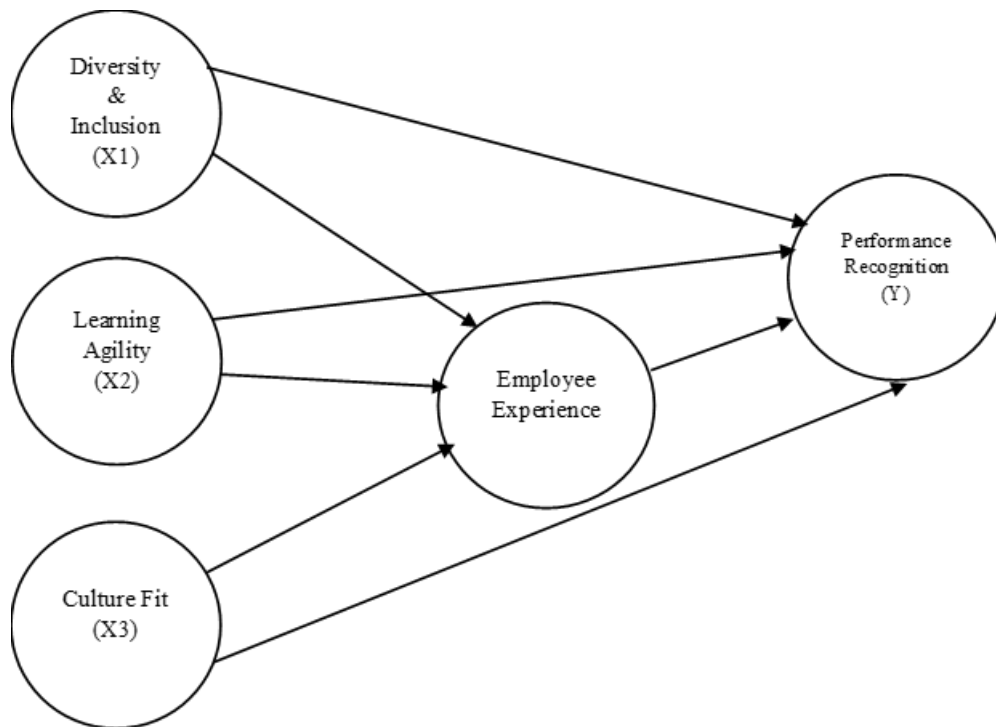 Diversity
&
Inclusion
(X1)
Performance
Recognition
(Y)
Learning
Agility
(X2)
Employee
Experience
Culture Fit
(X3)